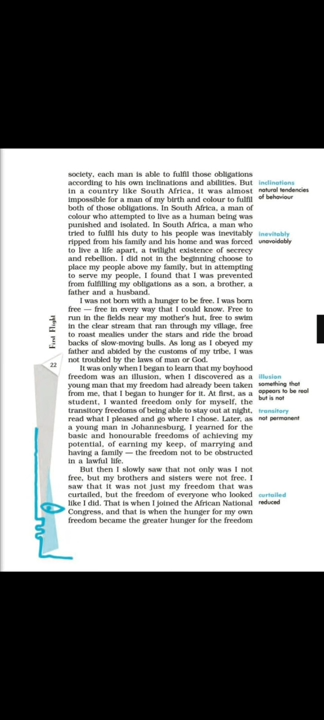 society, each man is able to fulfil those obligations
according to his own inclinations and abilities. But
in a country like South Africa, it was almost
impossible for a man of my birth and colour to fulfil
both of those obligations. In South Africa, a man of
colour who attempted to live as a human being was
punished and isolated. In South Africa, a man who
tried to fulfil his duty to his people was inevitably
ripped from his family and his home and was forced
to live a life apart, a twilight existence of secrecy
and rebellion. I did not in the beginning choose to
place my people above my family, but in attempting
to serve my people, I found that I was prevented
from fulfilling my obligations as a son, a brother, a
father and a husband.
I was not born with a hunger to be free. I was born
free — free in every way that I could know. Free to
run in the fields near my mother's hut, free to swim
in the clear stream that ran through my village, free
to roast mealies under the stars and ride the broad
backs of slow-moving bulls. As long as I obeyed my
father and abided by the customs of my tribe, I was
not troubled by the laws of man or God.
It was only when I began to learn that my boyhood
freedom was an illusion, when I discovered as a
young man that my freedom had already been taken
from me, that I began to hunger for it. At first, as a
student, I wanted freedom only for myself, the
transitory freedoms of being able to stay out at night,
read what I pleased and go where I chose. Later, as
a young man in Johannesburg, I yearned for the
basic and honourable freedoms of achieving my
potential, of earning my keep, of marrying and
having a family — the freedom not to be obstructed
in a lawful life.
But then I slowly saw that not only was I not
free, but my brothers and sisters were not free. I
saw that it was not just my freedom that was
curtailed, but the freedom of everyone who looked
like I did. That is when I joined the African National
Congress, and that is when the hunger for my own
freedom became the greater hunger for the freedom
inclinations
natural tendencies
of behaviour
inevitably
unavoidably
illusion
something that
appears to be real
but is not
transitory
not permanent
curtailed
reduced
First Flight
22